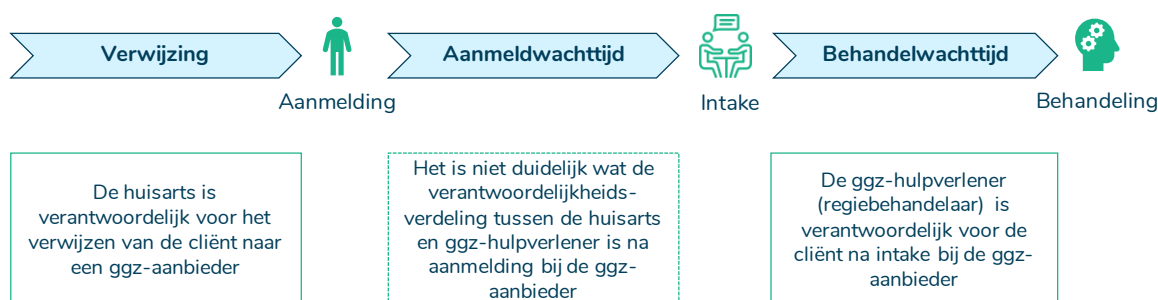 Verwijzing
Aanmeldwachttijd
Behandelwachttijd
Aanmelding
Intake
Behandeling
De huisarts is
verantwoordelijk voor het
verwijzen van de cliënt naar
een ggz-aanbieder
Het is niet duidelijk wat de
verantwoordelijkheids-
verdeling tussen de huisarts
en ggz-hulpverlener is na
aanmelding bij de ggz-
aanbieder
De ggz-hulpverlener
(regiebehandelaar) is
verantwoordelijk voor de
cliënt na intake bij de ggz-
aanbieder